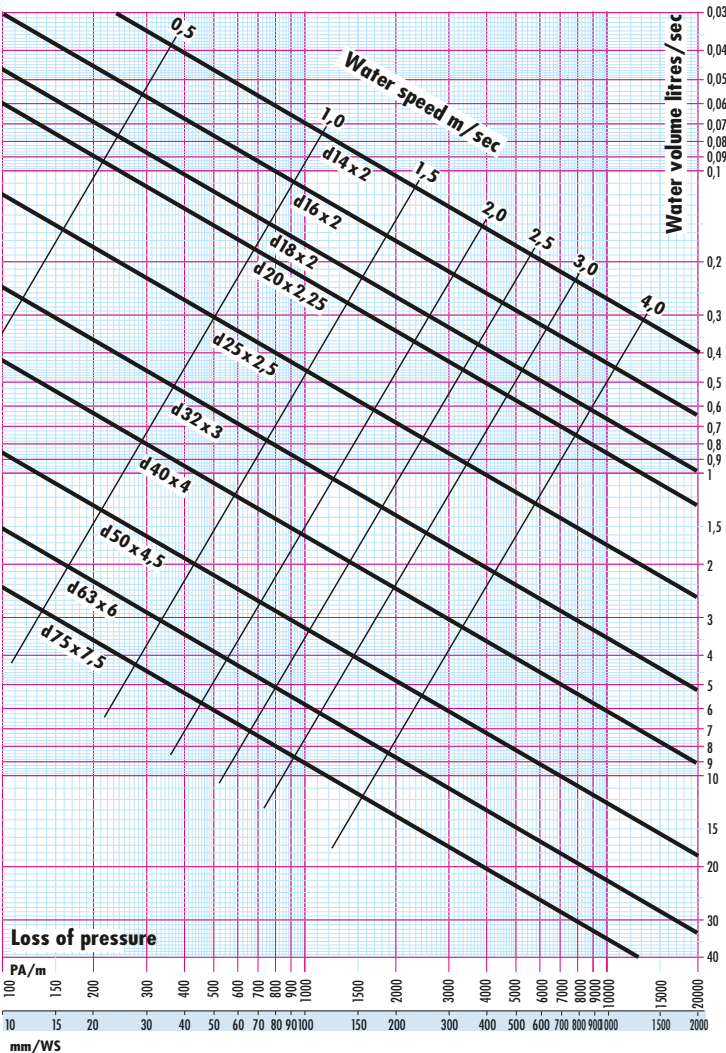 0,5
1,0
1,5
2,0
2,5
3,0
4,0
Water speed m/sec
Water volume litres/sec
d14x2
d16x2
d18x2
d20x2,25
d25x2,5
d32x3
d40x4
d50x4,5
d63x6
d75x7,5
0,03
0,04
0,05
0,06
0,07
0,08
0,09
0,1
0,2
0,3
0,4
0,5
0,6
0,7
0,8
0,9
1
1,5
2
3
4
5
6
7
8
9
10
15
20
30
40
Loss of pressure
PA/m
100 150 200 300 400 500 600 700 800 900 1000 1500 2000 3000 4000 5000 6000 7000 8000 9000 10000 15000 20000
10 15 20 30 40 50 60 70 80 90 100 150 200 300 400 500 600 700 800 900 1000 1500 2000
mm/WS